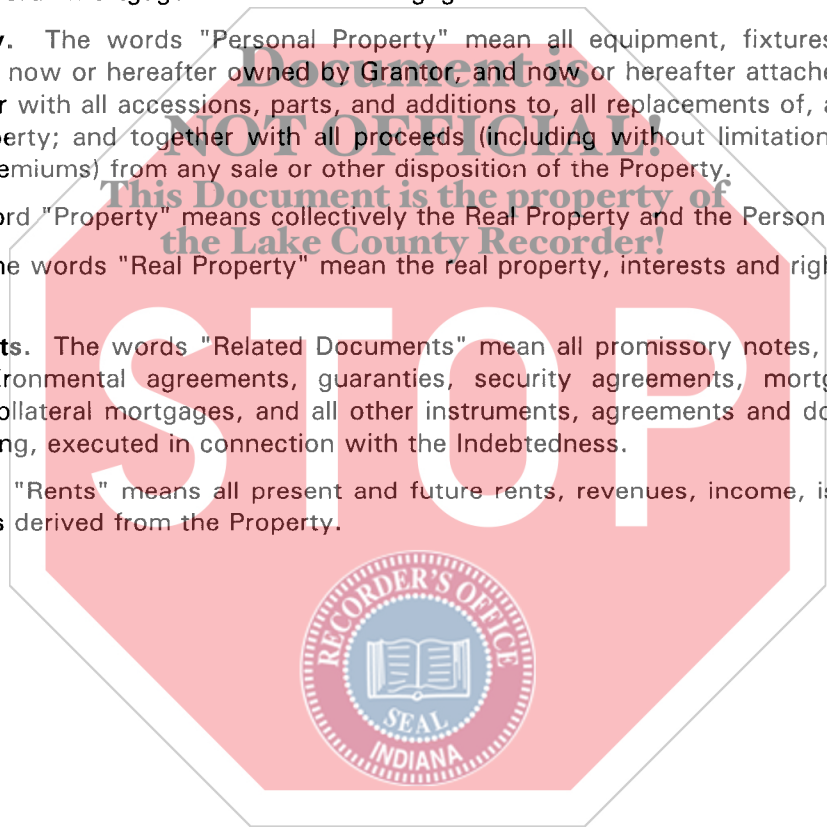 y. The words "Personal Property" mean all equipment, fixtures
now or hereafter owned by Grantor, and now or hereafter attache
r with all accessions, parts, and additions to, all replacements of, a
erty; and together with all proceeds (including without limitation
emiums) from any sale or other disposition of the Property.
ord "Property" means collectively the Real Property and the Person
he words "Real Property" mean the real property, interests and righ
ts. The words "Related Documents" mean all promissory notes,
ironmental agreements, guaranties, security agreements, mortg
ollateral mortgages, and all other instruments, agreements and do
ng, executed in connection with the Indebtedness.
"Rents" means all present and future rents, revenues, income, is
s derived from the Property.
Document is
NOT OFFICIAL!
This Document is the property of
the Lake County Recorder!
STOP
RECORDER'S OFFICE
SEAL
INDIANA